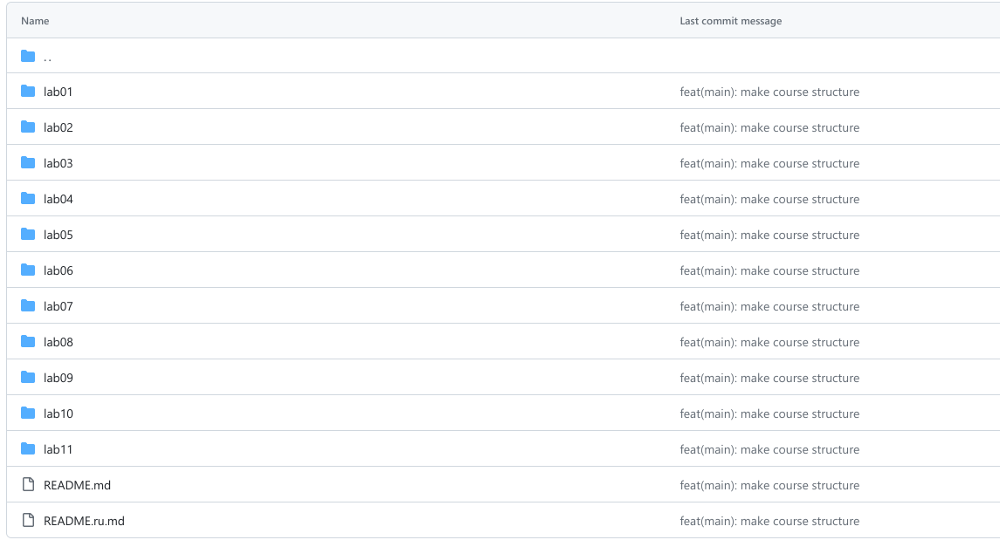 Name Last commit message
..
lab01 feat(main): make course structure
lab02 feat(main): make course structure
lab03 feat(main): make course structure
lab04 feat(main): make course structure
lab05 feat(main): make course structure
lab06 feat(main): make course structure
lab07 feat(main): make course structure
lab08 feat(main): make course structure
lab09 feat(main): make course structure
lab10 feat(main): make course structure
lab11 feat(main): make course structure
README.md feat(main): make course structure
README.ru.md feat(main): make course structure